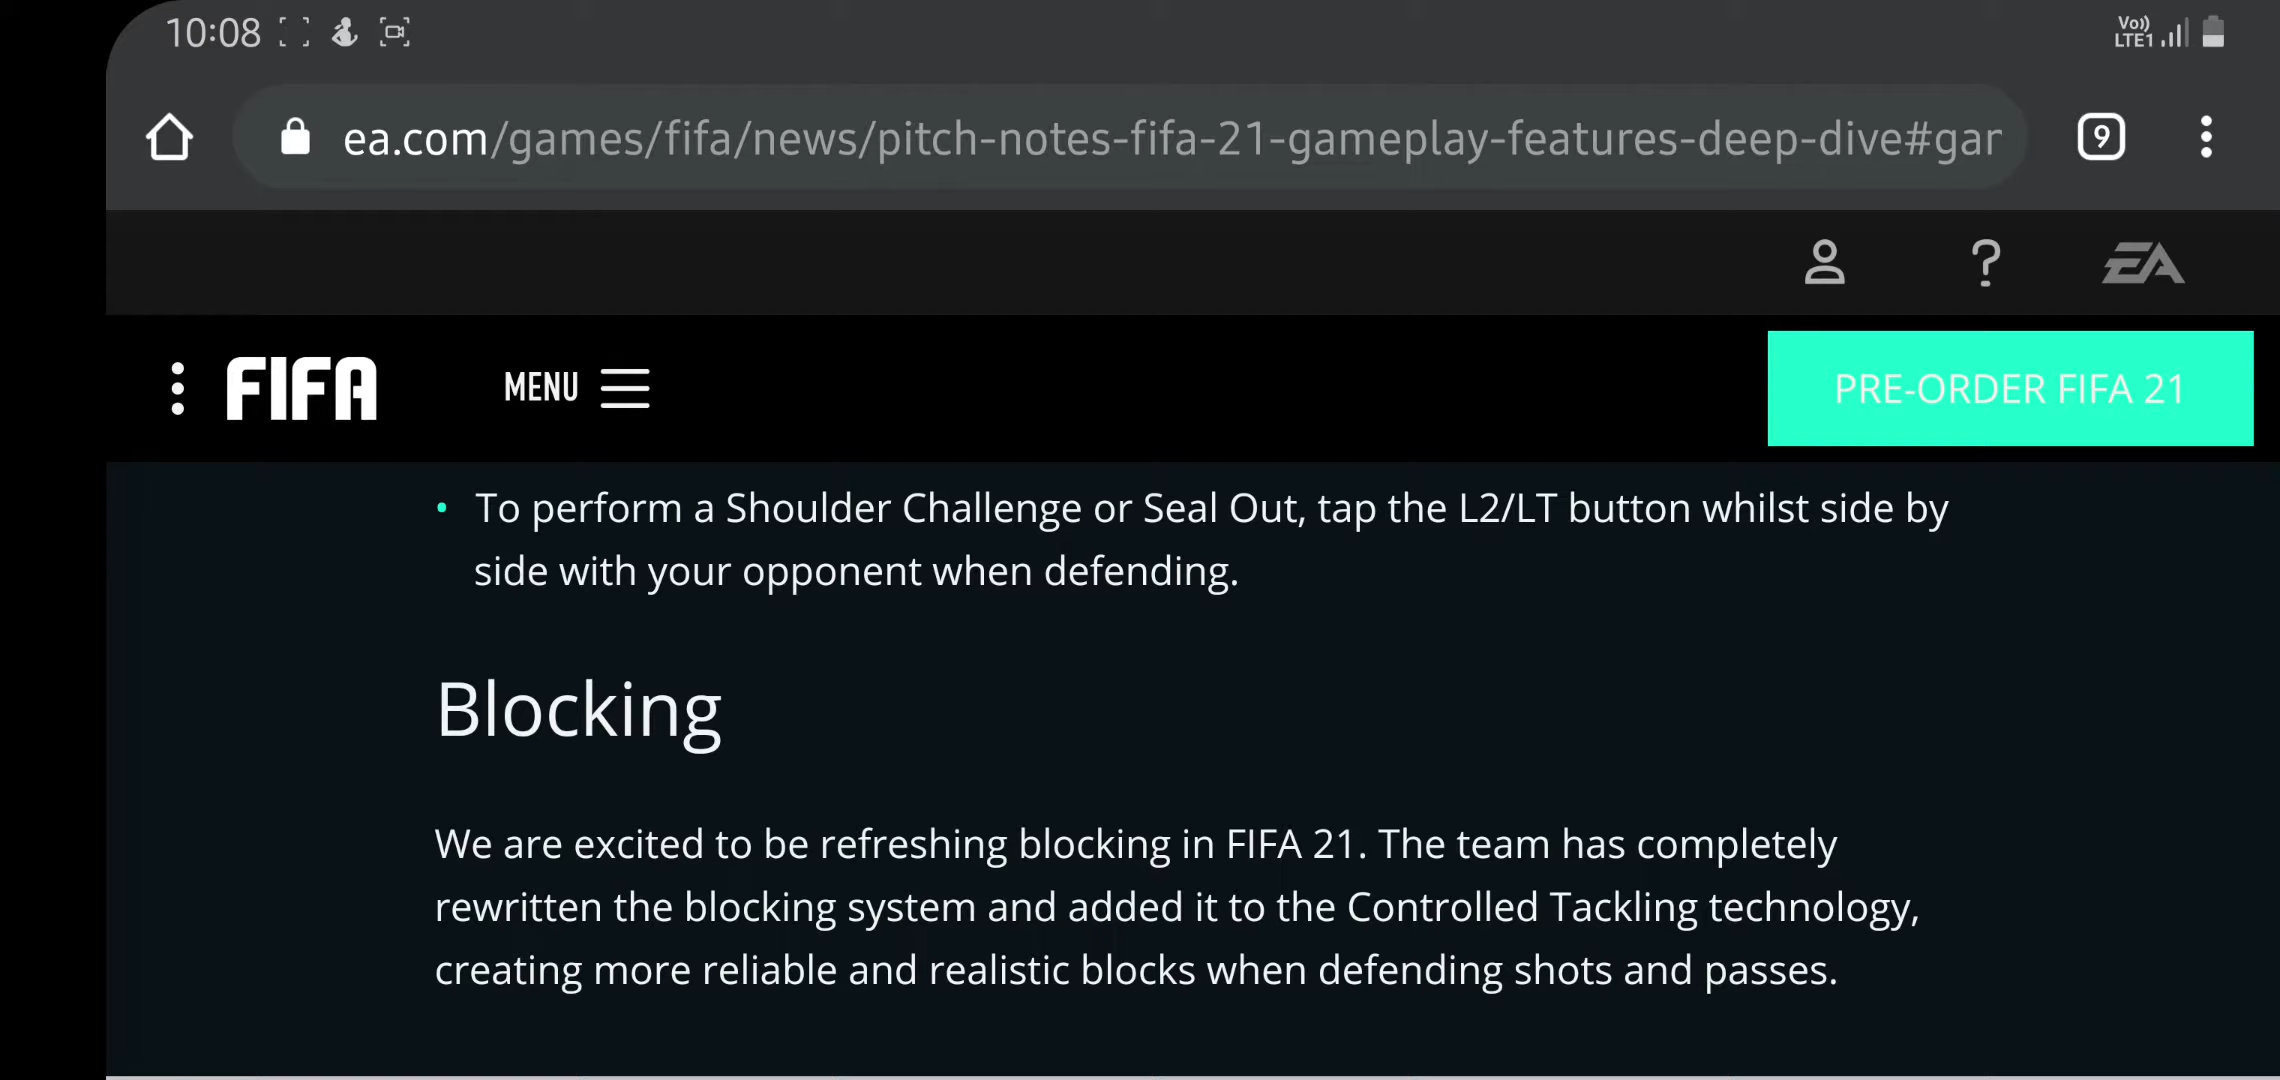 10:08
Vo))
LTE1
ea.com/games/fifa/news/pitch-notes-fifa-21-gameplay-features-deep-dive#gar
9
EA
FIFA
MENU
PRE-ORDER FIFA 21
• To perform a Shoulder Challenge or Seal Out, tap the L2/LT button whilst side by
side with your opponent when defending.
Blocking
We are excited to be refreshing blocking in FIFA 21. The team has completely
rewritten the blocking system and added it to the Controlled Tackling technology,
creating more reliable and realistic blocks when defending shots and passes.